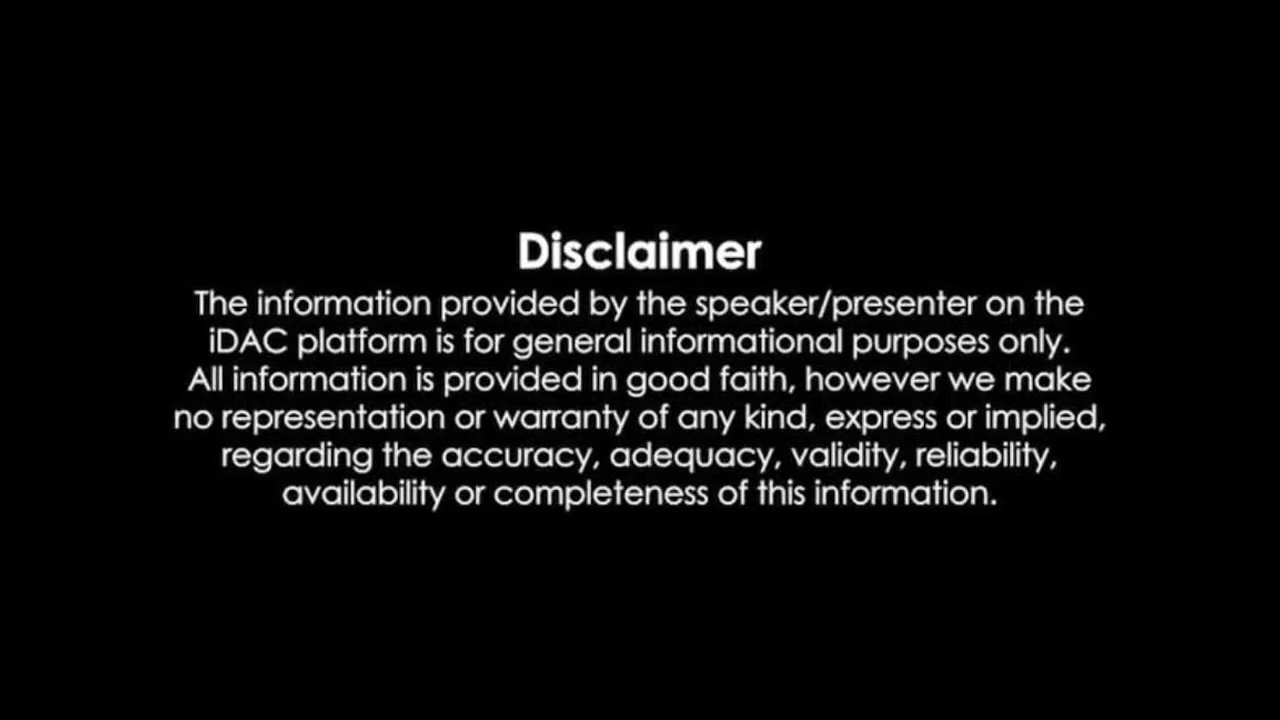 Disclaimer
The information provided by the speaker/presenter on the
iDAC platform is for general informational purposes only.
All information is provided in good faith, however we make
no representation or warranty of any kind, express or implied,
regarding the accuracy, adequacy, validity, reliability,
availability or completeness of this information.